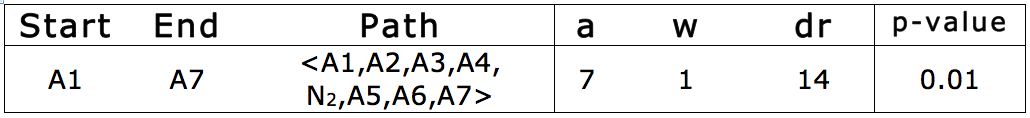 Start End Path a w dr p-value
A1 A7 <A1,A2,A3,A4, 7 1 14 0.01
N₂,A5,A6,A7>